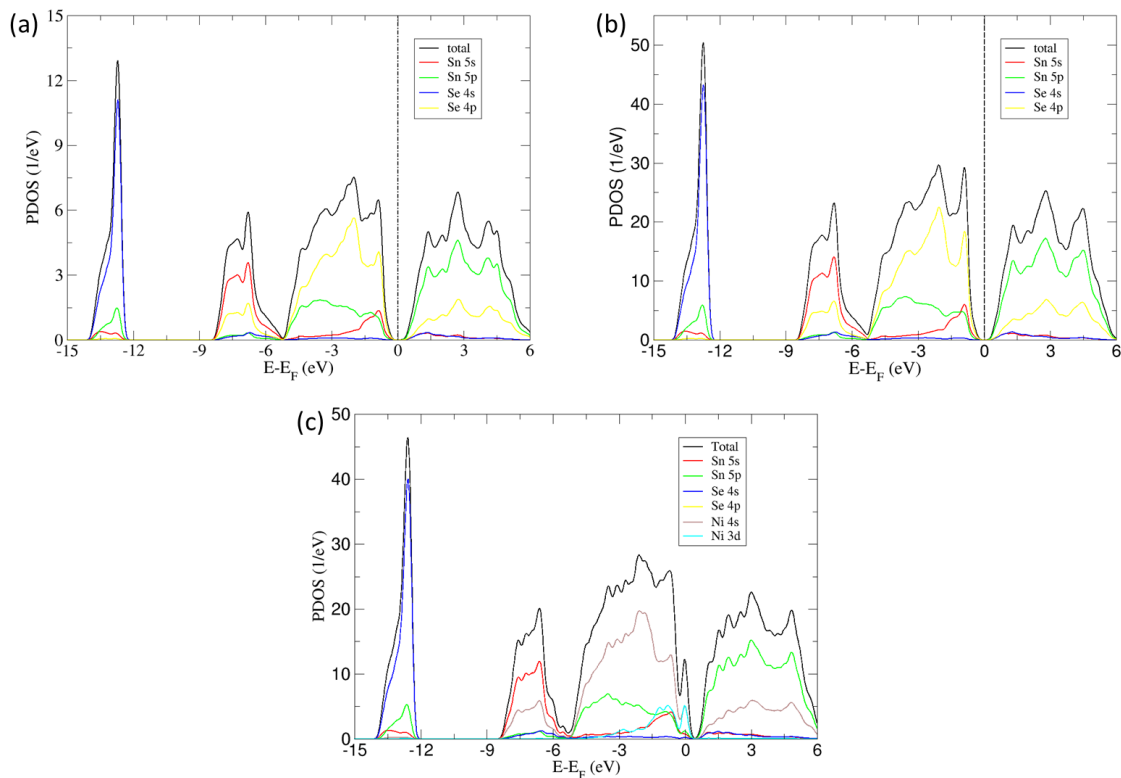 (a)
15
12
9
6
3
0
PDOS (1/eV)
total
Sn 5s
Sn 5p
Se 4s
Se 4p
-15 -12 -9 -6 -3 0 3 6
E-E_F (eV)
(b)
50
40
30
20
10
0
PDOS (1/eV)
total
Sn 5s
Sn 5p
Se 4s
Se 4p
-15 -12 -9 -6 -3 0 3 6
E-E_F (eV)
(c)
50
40
30
20
10
0
PDOS (1/eV)
Total
Sn 5s
Sn 5p
Se 4s
Se 4p
Ni 4s
Ni 3d
-15 -12 -9 -6 -3 0 3 6
E-E_F (eV)